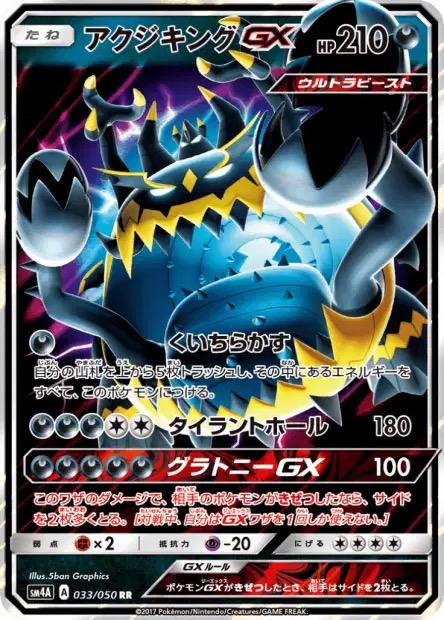 たね アクジキングGX HP210
ウルトラビースト
くいちらかす
自分の山札を上から5枚トラッシュし、その中にあるエネルギーを
すべて、このポケモンにつける。
タイラントホール 180
グラトニーGX 100
このワザのダメージで、相手のポケモンがきぜつしたなら、サイド
を2枚多くとる。[対戦中、自分はGXワザを1回しか使えない。]
弱点 ×2 抵抗力 -20 にげる
GXルール
Illus.5ban Graphics
ポケモンGXがきぜつしたとき、相手はサイドを2枚とる。
SM4A A 033/050 RR
©2017 Pokémon/Nintendo/Creatures/GAME FREAK.